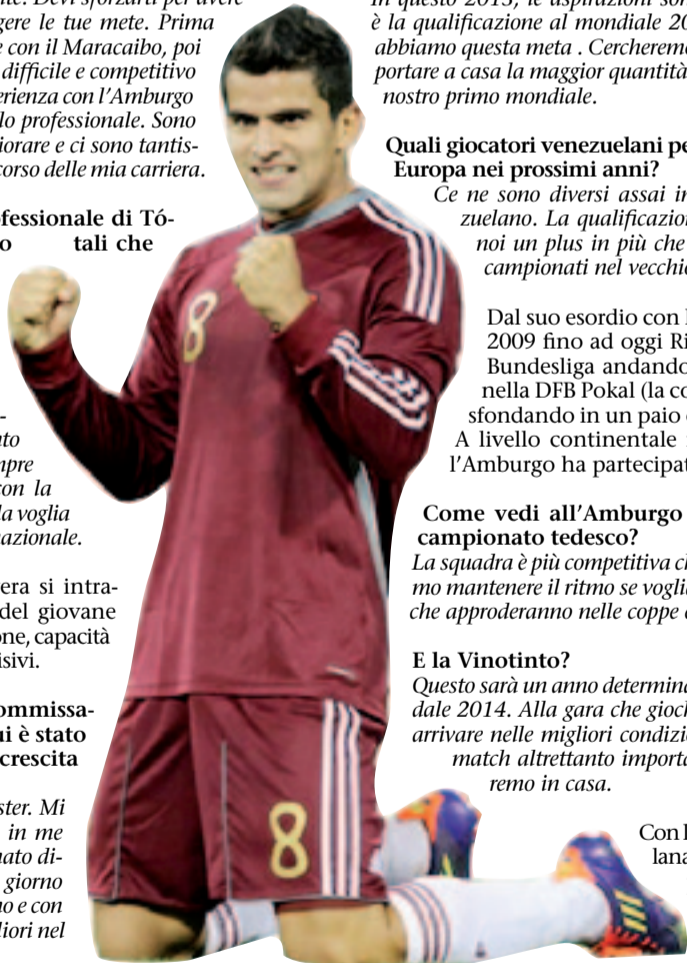 nte. Devi sforzarti per avere
gere le tue mete. Prima
e con il Maracaibo, poi
difficile e competitivo
erienza con l'Amburgo
lo professionale. Sono
iorare e ci sono tantis-
corso delle mia carriera.
ofessionale di Tó-
o tali che
-
to
mpre
con la
la voglia
nazionale.
era si intra-
del giovane
one, capacità
isivi.
ommissa-
ui è stato
crescita
ster. Mi
in me
nato di-
giorno
no e con
liori nel
8
8
In questo 2013, le aspirazioni son
è la qualificazione al mondiale 20
abbiamo questa meta . Cercheremo
portare a casa la maggior quantità
nostro primo mondiale.
Quali giocatori venezuelani pe
Europa nei prossimi anni?
Ce ne sono diversi assai in
zuelano. La qualificazion
noi un plus in più che
campionati nel vecchio
Dal suo esordio con l
2009 fino ad oggi Ri
Bundesliga andando
nella DFB Pokal (la co
sfondando in un paio
A livello continentale
l'Amburgo ha partecipat
Come vedi all'Amburgo
campionato tedesco?
La squadra è più competitiva ch
mo mantenere il ritmo se voglia
che approderanno nelle coppe
E la Vinotinto?
Questo sarà un anno determina
dale 2014. Alla gara che gioch
arrivare nelle migliori condizio
match altrettanto importa
remo in casa.
Con l
lana